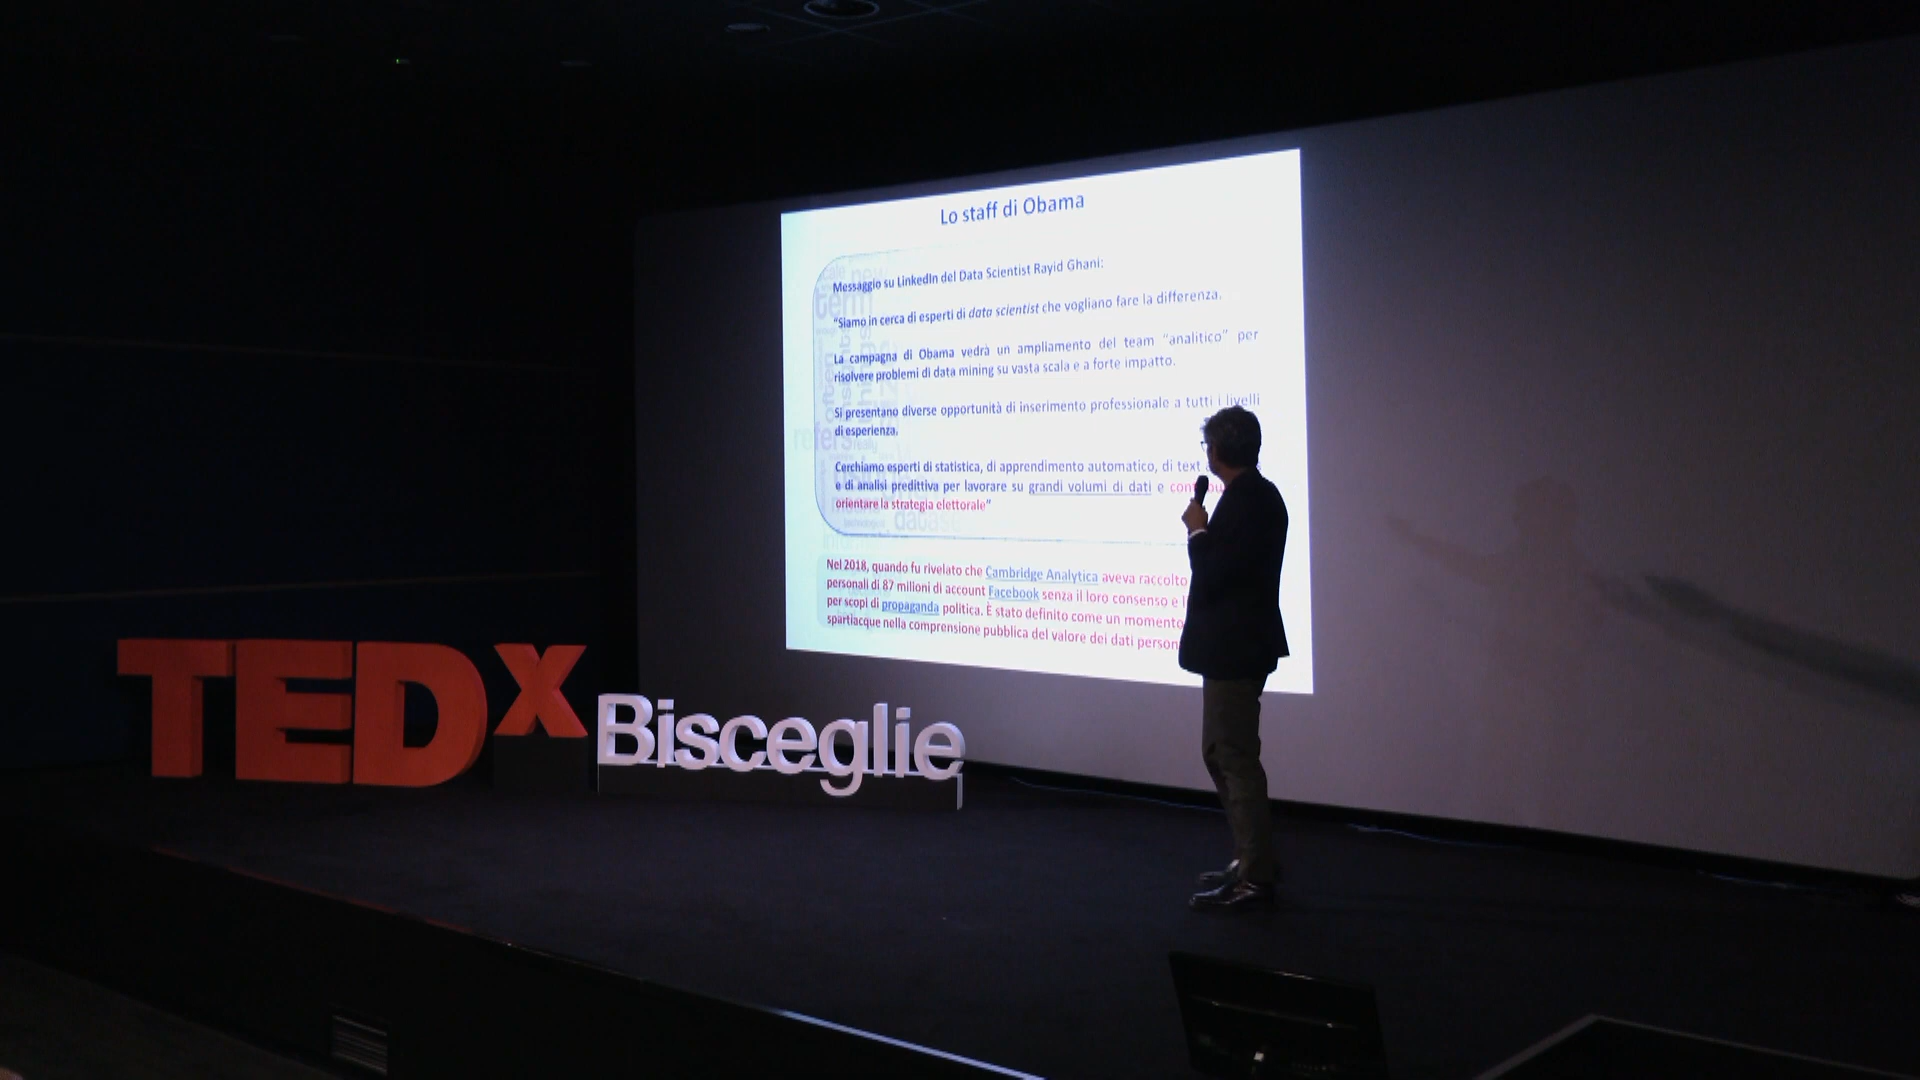 Lo staff di Obama
Messaggio su LinkedIn del Data Scientist Rayid Ghani:
"Siamo in cerca di esperti di data scientist che vogliano fare la differenza.
La campagna di Obama vedrà un ampliamento del team "analitico" per
risolvere problemi di data mining su vasta scala e a forte impatto.
Si presentano diverse opportunità di inserimento professionale a tutti i livelli
di esperienza.
Cerchiamo esperti di statistica, di apprendimento automatico, di text
e di analisi predittiva per lavorare su grandi volumi di dati e
orientare la strategia elettorale"
Nel 2018, quando fu rivelato che Cambridge Analytica aveva raccolto
personali di 87 milioni di account Facebook senza il loro consenso e
per scopi di propaganda politica. È stato definito come un momento
spartiacque nella comprensione pubblica del valore dei dati
term
refers
TEDx
Bisceglie